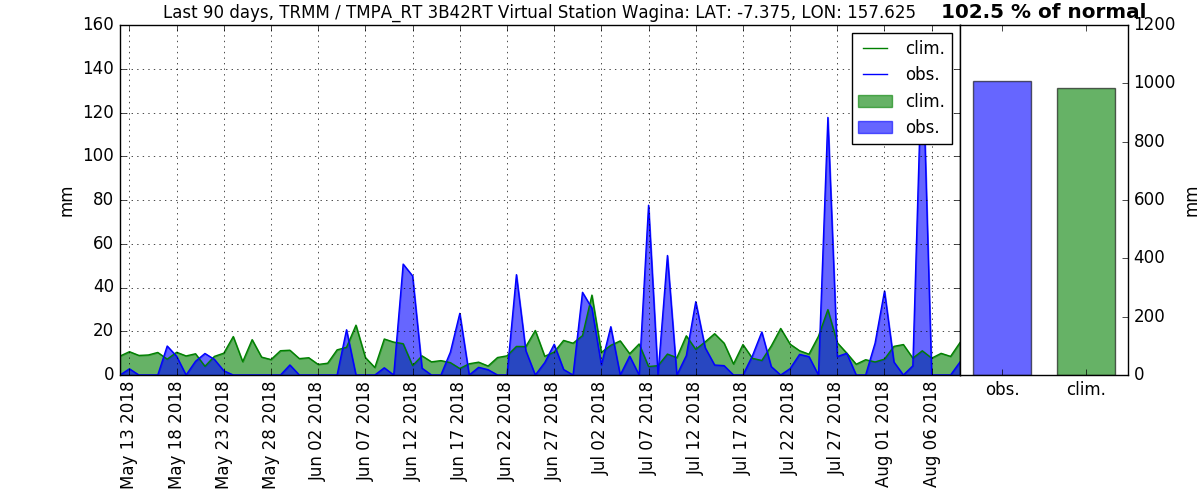 Last 90 days, TRMM / TMPA_RT 3B42RT Virtual Station Wagina: LAT: -7.375, LON: 157.625
102.5 % of normal
160
140
120
100
80
60
40
20
0
mm
clim.
obs.
clim.
obs.
1200
1000
800
600
400
200
0
mm
May 13 2018
May 18 2018
May 23 2018
May 28 2018
Jun 02 2018
Jun 07 2018
Jun 12 2018
Jun 17 2018
Jun 22 2018
Jun 27 2018
Jul 02 2018
Jul 07 2018
Jul 12 2018
Jul 17 2018
Jul 22 2018
Jul 27 2018
Aug 01 2018
Aug 06 2018
obs.
clim.